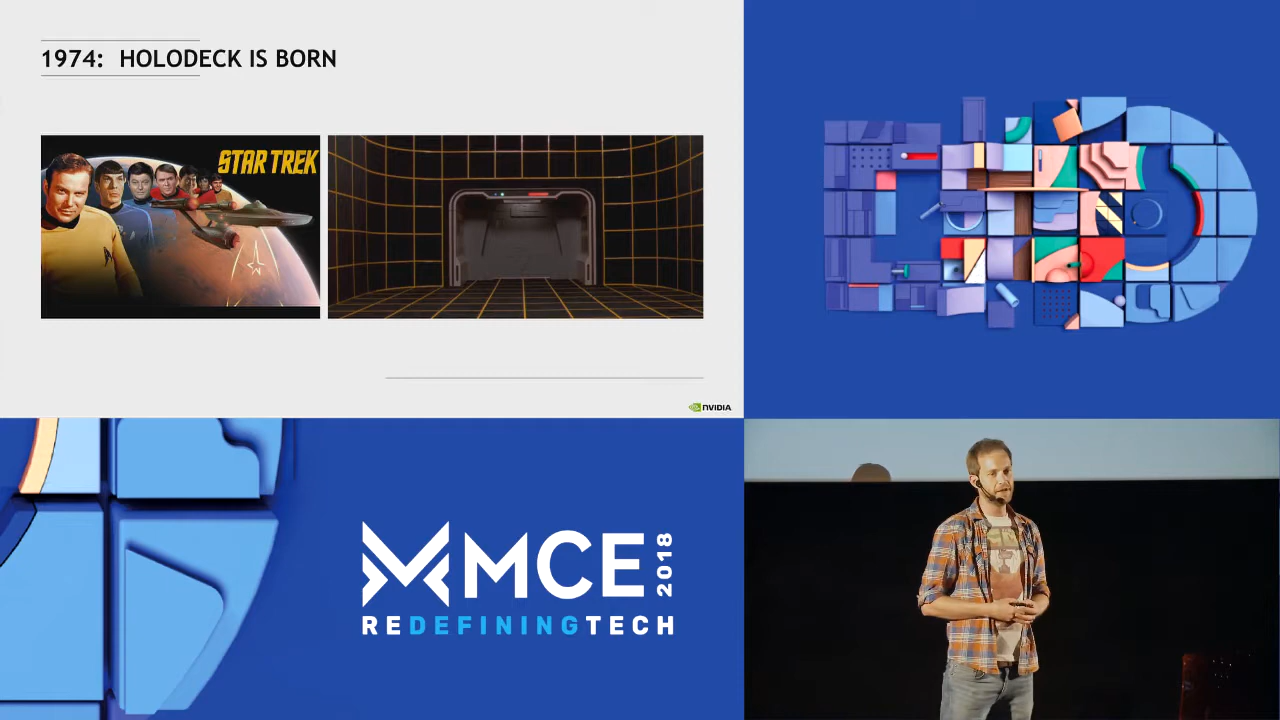 1974: HOLODECK IS BORN
STAR TREK
NVIDIA
MCE 2018
REDEFININGTECH